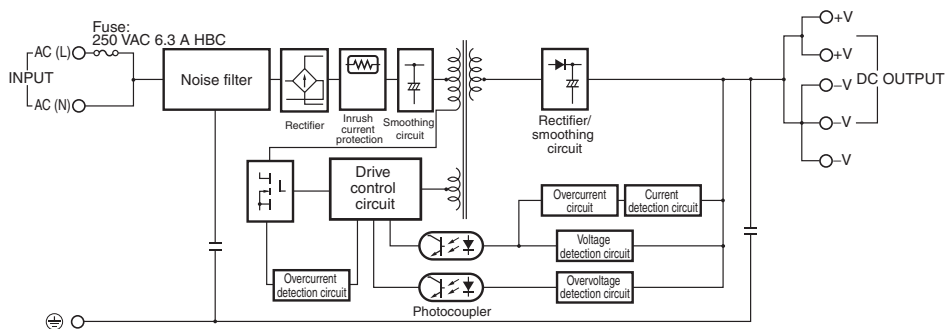 Fuse:
250 VAC 6.3 A HBC
AC (L)
INPUT
AC (N)
Noise filter
Rectifier
Inrush
current
protection
Smoothing
circuit
Rectifier/
smoothing
circuit
+V
+V
DC OUTPUT
−V
−V
−V
Drive
control
circuit
Overcurrent
circuit
Current
detection circuit
Voltage
detection circuit
Overcurrent
detection circuit
Overvoltage
detection circuit
Photocoupler